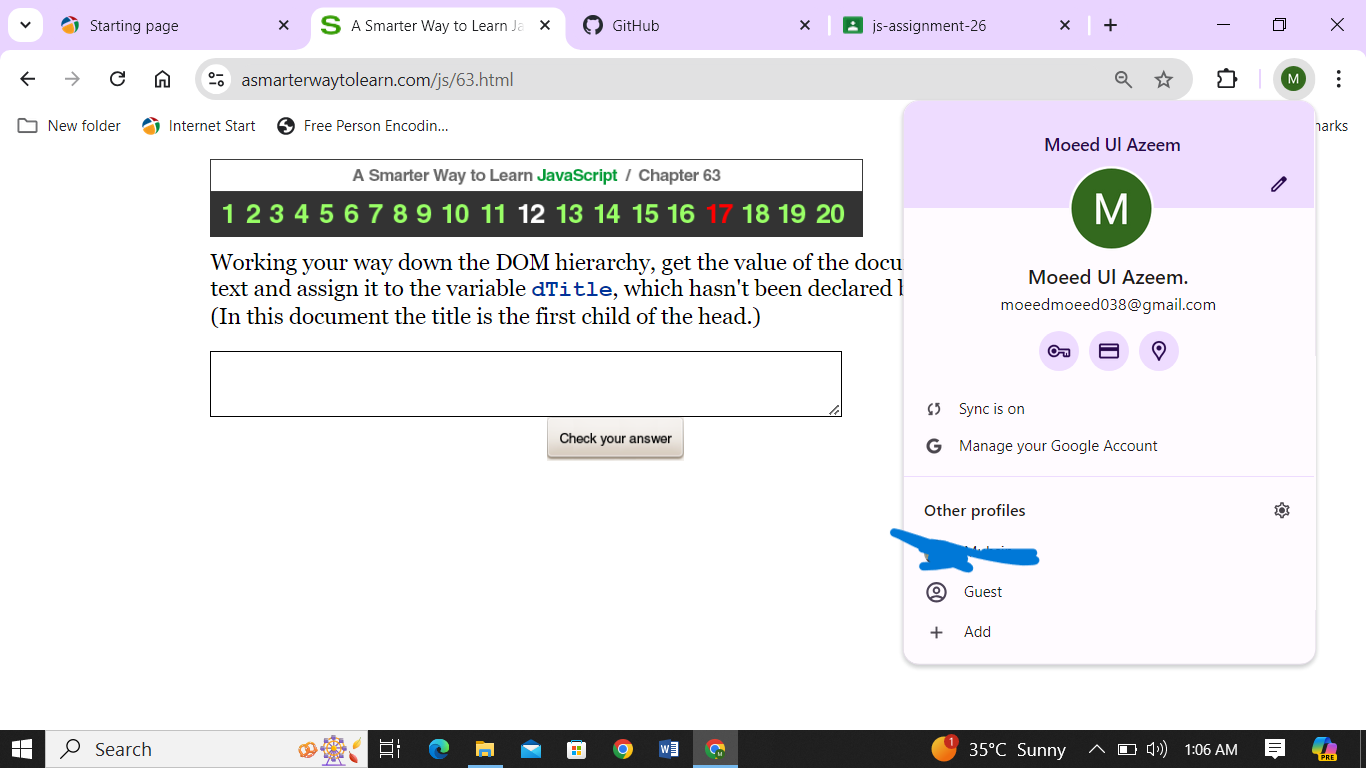 Starting page
A Smarter Way to Learn Ja
GitHub
js-assignment-26
asmarterwaytolearn.com/js/63.html
M
New folder
Internet Start
Free Person Encodin...
narks
A Smarter Way to Learn JavaScript / Chapter 63
1 2 3 4 5 6 7 8 9 10 11 12 13 14 15 16 17 18 19 20
Working your way down the DOM hierarchy, get the value of the docu
text and assign it to the variable dTitle, which hasn't been declared b
(In this document the title is the first child of the head.)
Check your answer
Moeed Ul Azeem
M
Moeed Ul Azeem.
moeedmoeed038@gmail.com
Sync is on
Manage your Google Account
Other profiles
Guest
Add
Search
1
35°C Sunny
1:06 AM
PRE